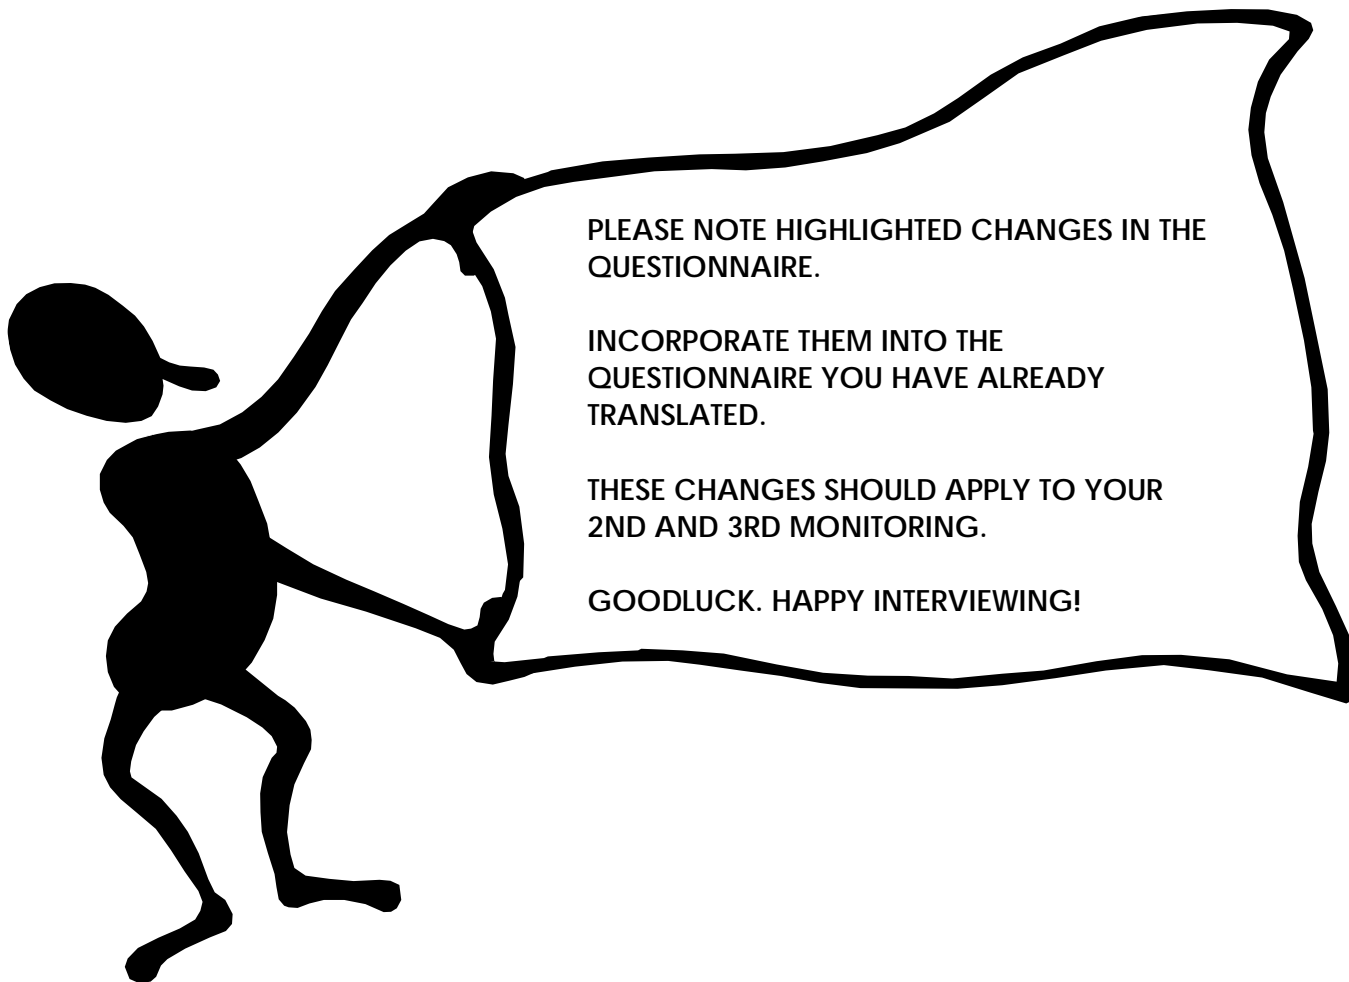 PLEASE NOTE HIGHLIGHTED CHANGES IN THE
QUESTIONNAIRE.
INCORPORATE THEM INTO THE
QUESTIONNAIRE YOU HAVE ALREADY
TRANSLATED.
THESE CHANGES SHOULD APPLY TO YOUR
2ND AND 3RD MONITORING.
GOODLUCK. HAPPY INTERVIEWING!